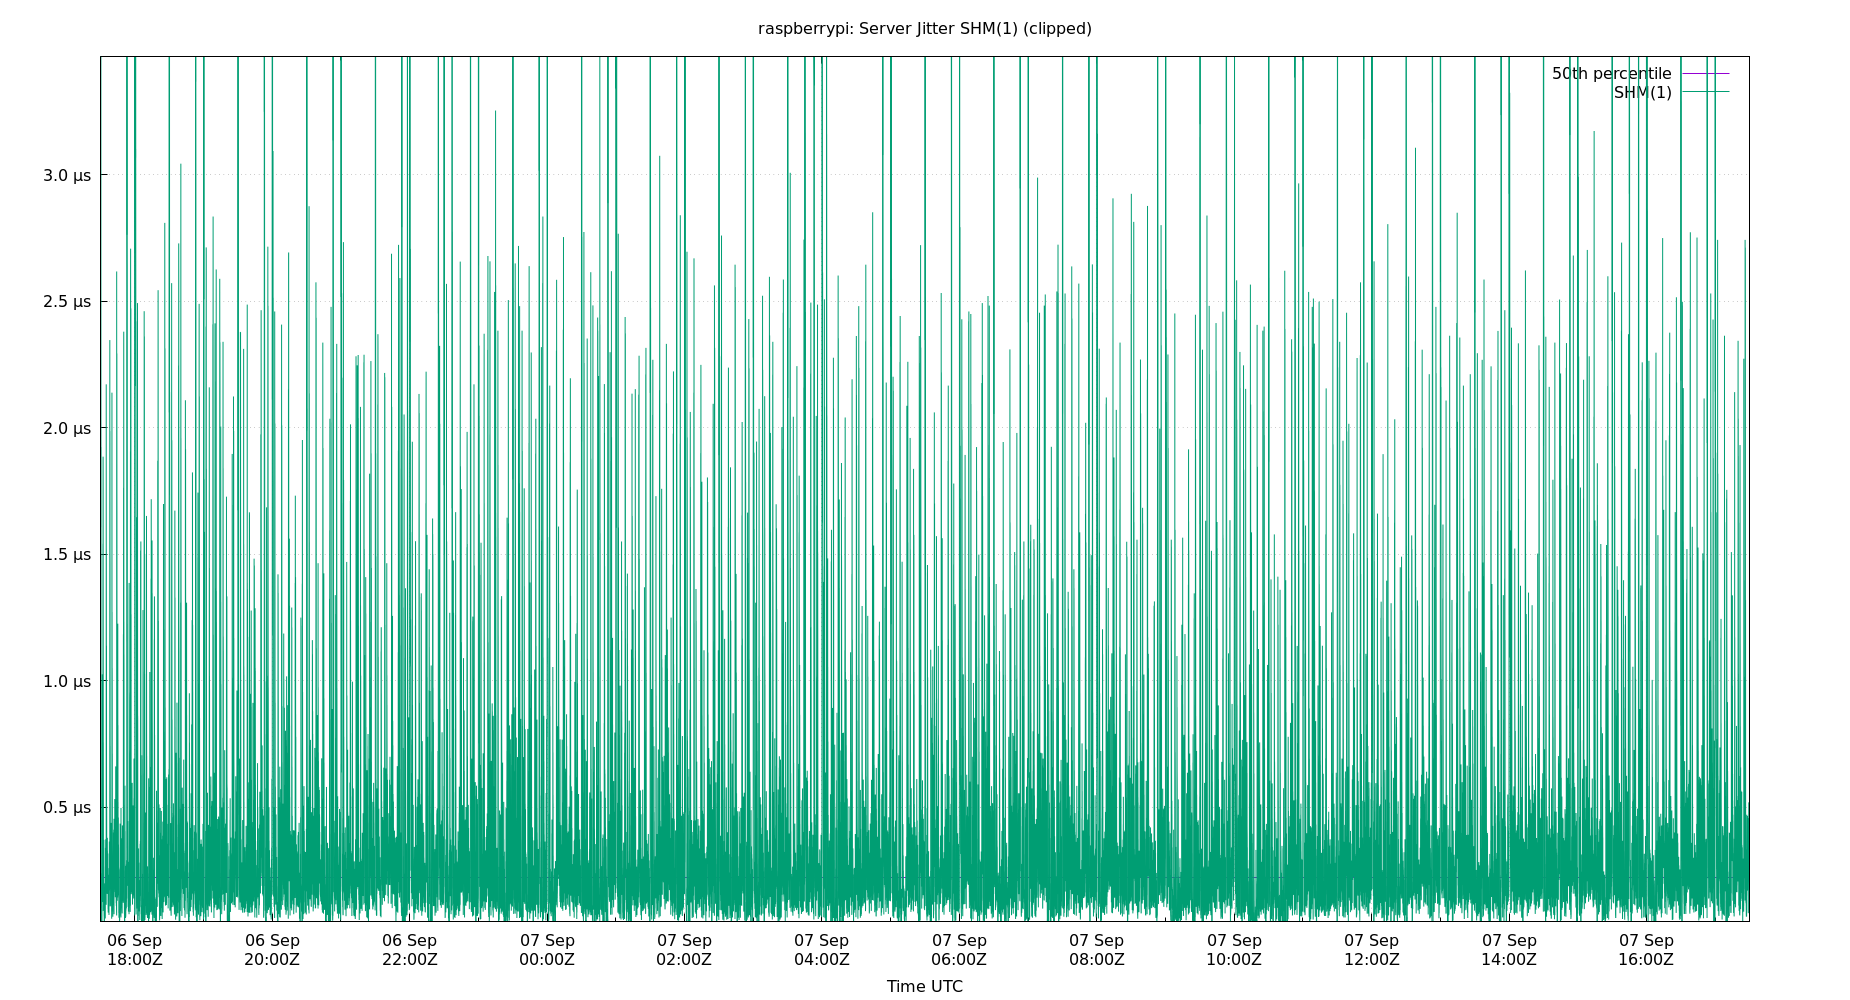 raspberrypi: Server Jitter SHM(1) (clipped)
50th percentile
SHM(1)
3.0 µs
2.5 µs
2.0 µs
1.5 µs
1.0 µs
0.5 µs
06 Sep 06 Sep 06 Sep 07 Sep 07 Sep 07 Sep 07 Sep 07 Sep 07 Sep 07 Sep 07 Sep 07 Sep
18:00Z 20:00Z 22:00Z 00:00Z 02:00Z 04:00Z 06:00Z 08:00Z 10:00Z 12:00Z 14:00Z 16:00Z
Time UTC